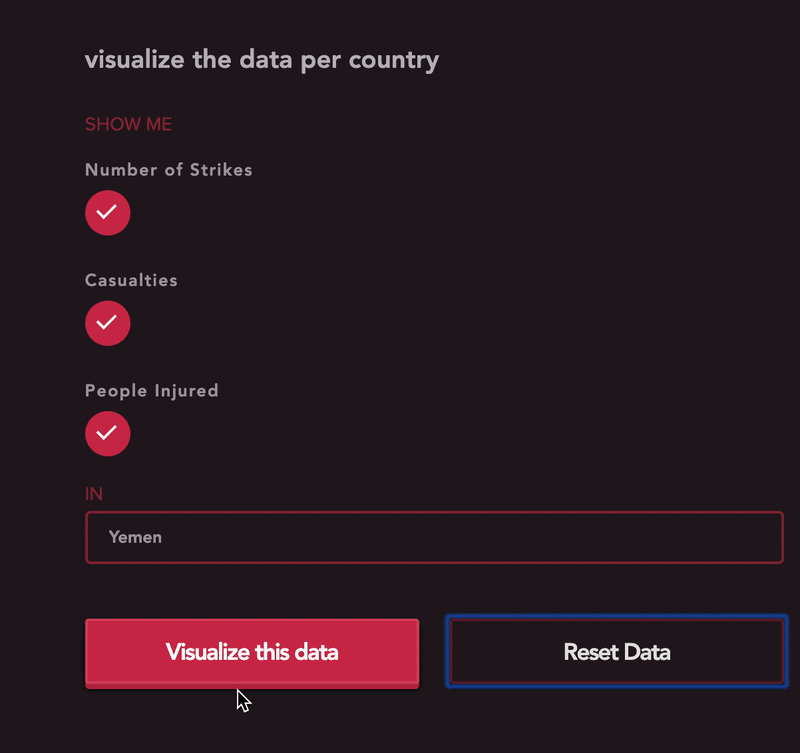 visualize the data per country
SHOW ME
Number of Strikes
Casualties
People Injured
IN
Yemen
Visualize this data
Reset Data